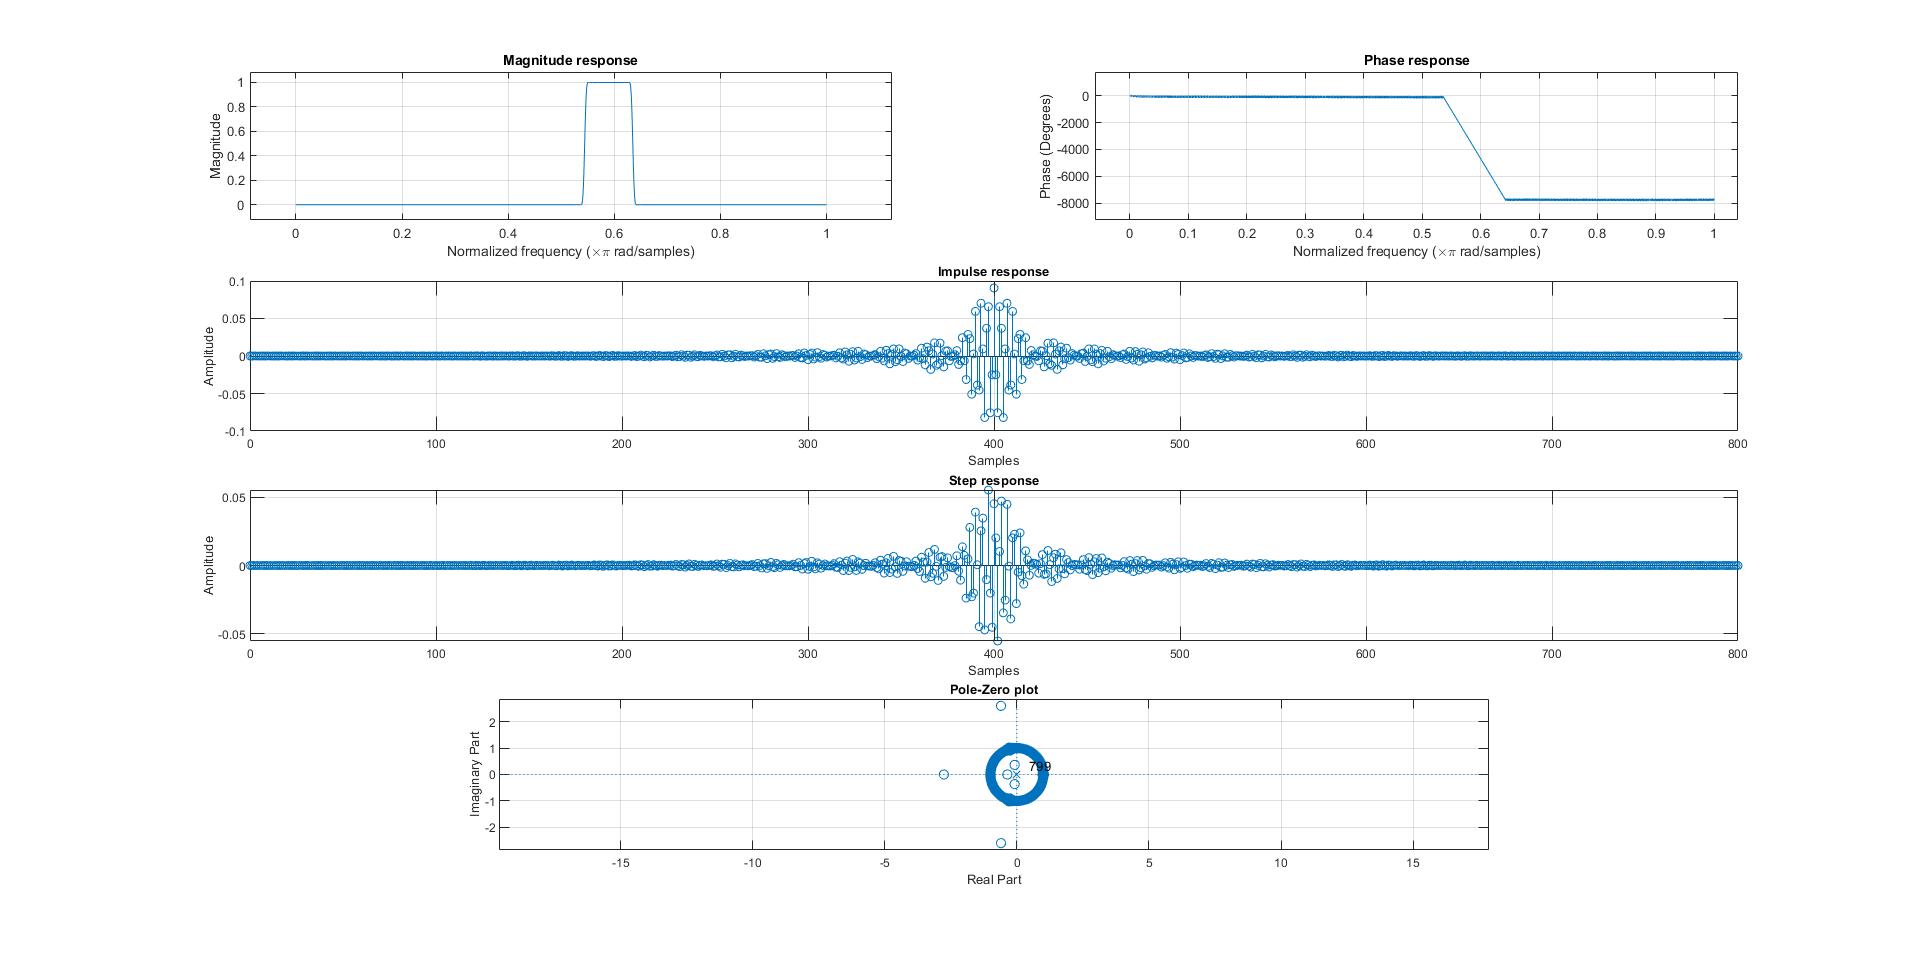 Magnitude response
Magnitude
1
0.8
0.6
0.4
0.2
0
0 0.2 0.4 0.6 0.8 1
Normalized frequency (×π rad/samples)
Phase response
Phase (Degrees)
0
-2000
-4000
-6000
-8000
0 0.1 0.2 0.3 0.4 0.5 0.6 0.7 0.8 0.9 1
Normalized frequency (×π rad/samples)
Impulse response
Amplitude
0.1
0.05
0
-0.05
-0.1
0 100 200 300 400 500 600 700 800
Samples
Step response
Amplitude
0.05
0
-0.05
0 100 200 300 400 500 600 700 800
Samples
Pole-Zero plot
Imaginary Part
2
1
0
-1
-2
799
-15 -10 -5 0 5 10 15
Real Part